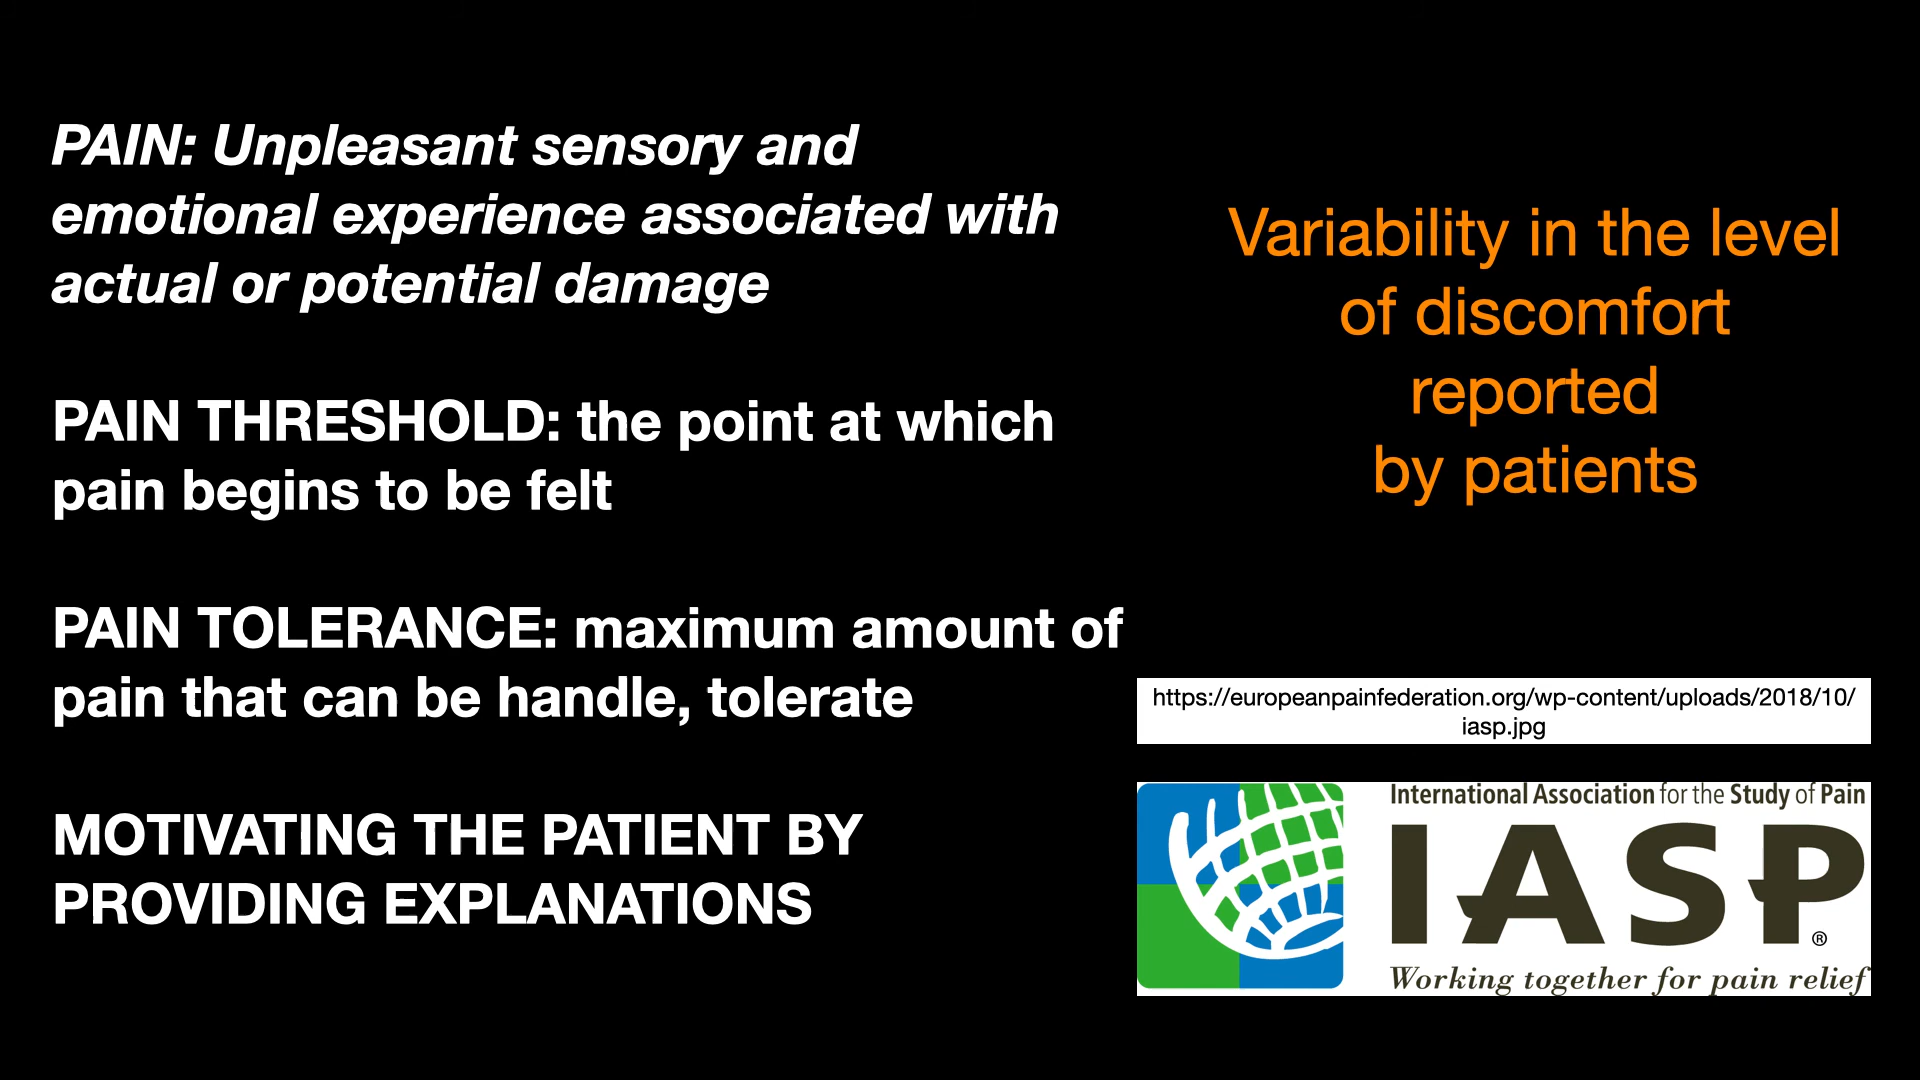 PAIN: Unpleasant sensory and
emotional experience associated with
actual or potential damage
PAIN THRESHOLD: the point at which
pain begins to be felt
PAIN TOLERANCE: maximum amount of
pain that can be handle, tolerate
MOTIVATING THE PATIENT BY
PROVIDING EXPLANATIONS
Variability in the level
of discomfort
reported
by patients
https://europeanpainfederation.org/wp-content/uploads/2018/10/
iasp.jpg
International Association for the Study of Pain
IASP®
Working together for pain relief